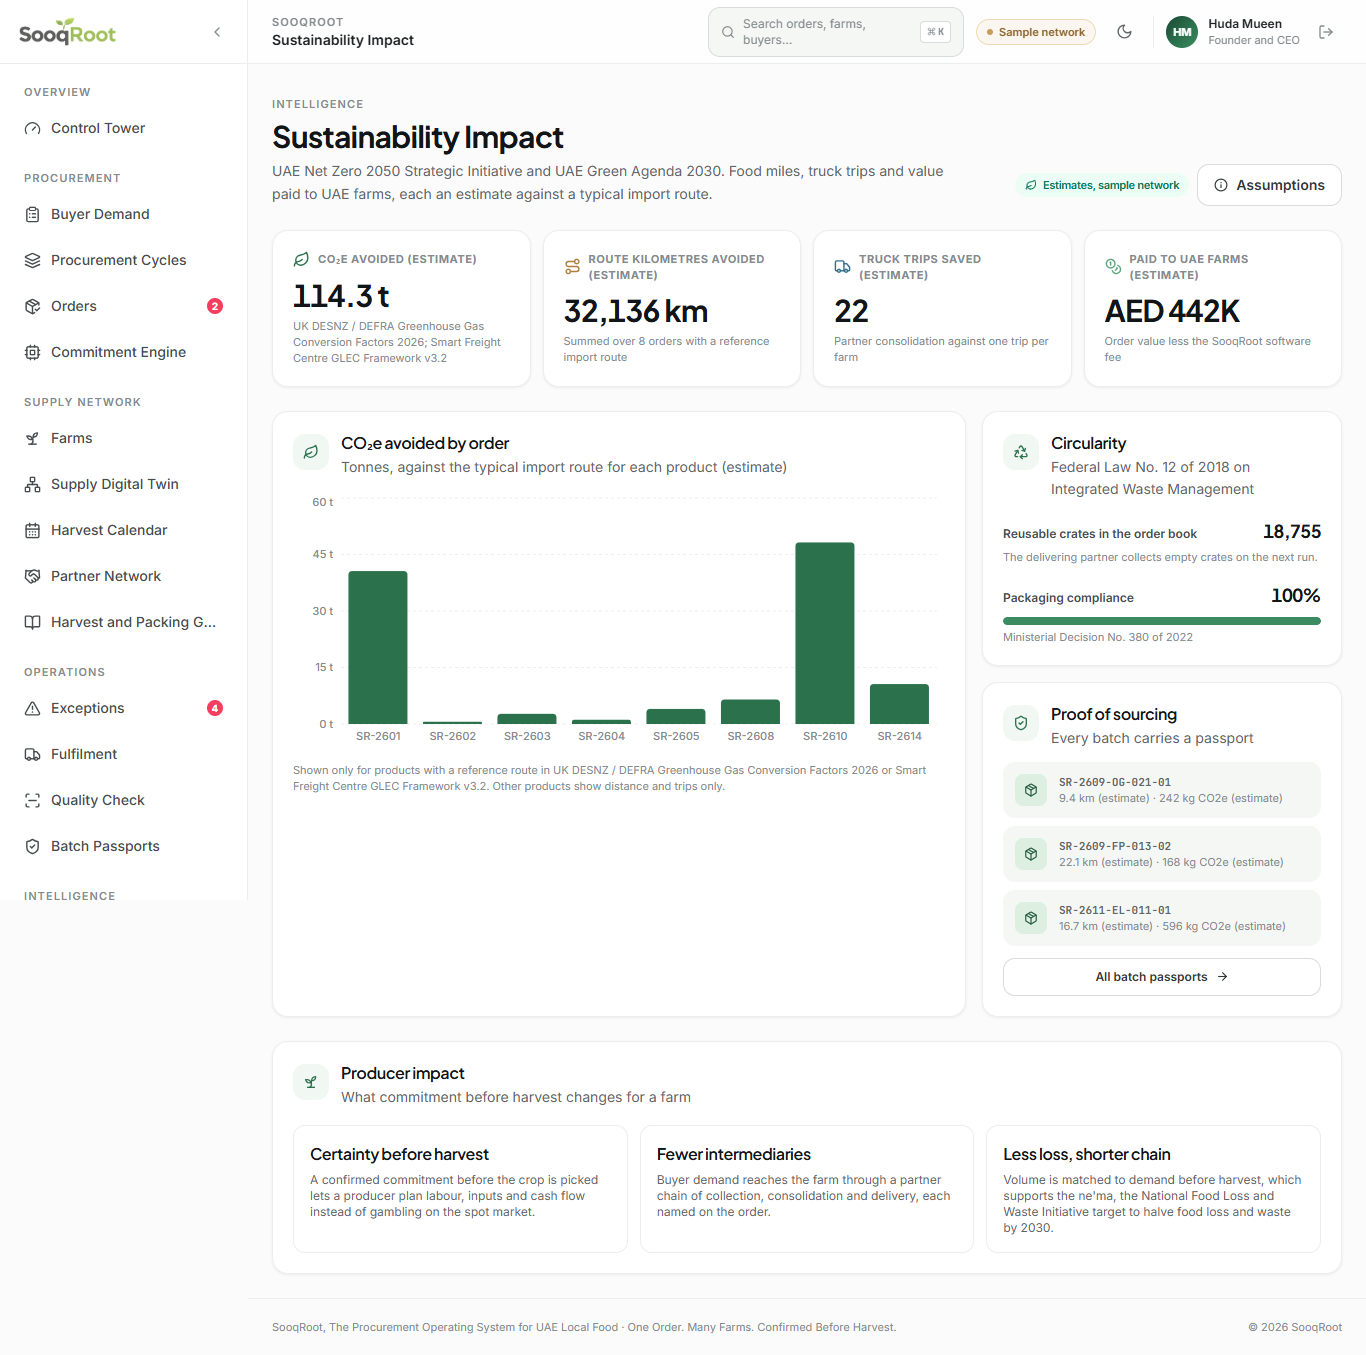 SooqRoot
SOOQROOT
Sustainability Impact
Search orders, farms,
buyers...
⌘ K
Sample network
HM
Huda Mueen
Founder and CEO
OVERVIEW
Control Tower
PROCUREMENT
Buyer Demand
Procurement Cycles
Orders
2
Commitment Engine
SUPPLY NETWORK
Farms
Supply Digital Twin
Harvest Calendar
Partner Network
Harvest and Packing G...
OPERATIONS
Exceptions
4
Fulfilment
Quality Check
Batch Passports
INTELLIGENCE
INTELLIGENCE
Sustainability Impact
UAE Net Zero 2050 Strategic Initiative and UAE Green Agenda 2030. Food miles, truck trips and value
paid to UAE farms, each an estimate against a typical import route.
Estimates, sample network
Assumptions
CO₂E AVOIDED (ESTIMATE)
114.3 t
UK DESNZ / DEFRA Greenhouse Gas
Conversion Factors 2026; Smart Freight
Centre GLEC Framework v3.2
ROUTE KILOMETRES AVOIDED
(ESTIMATE)
32,136 km
Summed over 8 orders with a reference
import route
TRUCK TRIPS SAVED
(ESTIMATE)
22
Partner consolidation against one trip per
farm
PAID TO UAE FARMS
(ESTIMATE)
AED 442K
Order value less the SooqRoot software
fee
CO₂e avoided by order
Tonnes, against the typical import route for each product (estimate)
60 t
45 t
30 t
15 t
0 t
SR-2601
SR-2602
SR-2603
SR-2604
SR-2605
SR-2608
SR-2610
SR-2614
Shown only for products with a reference route in UK DESNZ / DEFRA Greenhouse Gas Conversion Factors 2026 or Smart
Freight Centre GLEC Framework v3.2. Other products show distance and trips only.
Circularity
Federal Law No. 12 of 2018 on
Integrated Waste Management
Reusable crates in the order book
18,755
The delivering partner collects empty crates on the next run.
Packaging compliance
100%
Ministerial Decision No. 380 of 2022
Proof of sourcing
Every batch carries a passport
SR-2609-OG-021-01
9.4 km (estimate) · 242 kg CO2e (estimate)
SR-2609-FP-013-02
22.1 km (estimate) · 168 kg CO2e (estimate)
SR-2611-EL-011-01
16.7 km (estimate) · 596 kg CO2e (estimate)
All batch passports →
Producer impact
What commitment before harvest changes for a farm
Certainty before harvest
A confirmed commitment before the crop is picked
lets a producer plan labour, inputs and cash flow
instead of gambling on the spot market.
Fewer intermediaries
Buyer demand reaches the farm through a partner
chain of collection, consolidation and delivery, each
named on the order.
Less loss, shorter chain
Volume is matched to demand before harvest, which
supports the ne'ma, the National Food Loss and
Waste Initiative target to halve food loss and waste
by 2030.
SooqRoot, The Procurement Operating System for UAE Local Food · One Order. Many Farms. Confirmed Before Harvest.
© 2026 SooqRoot